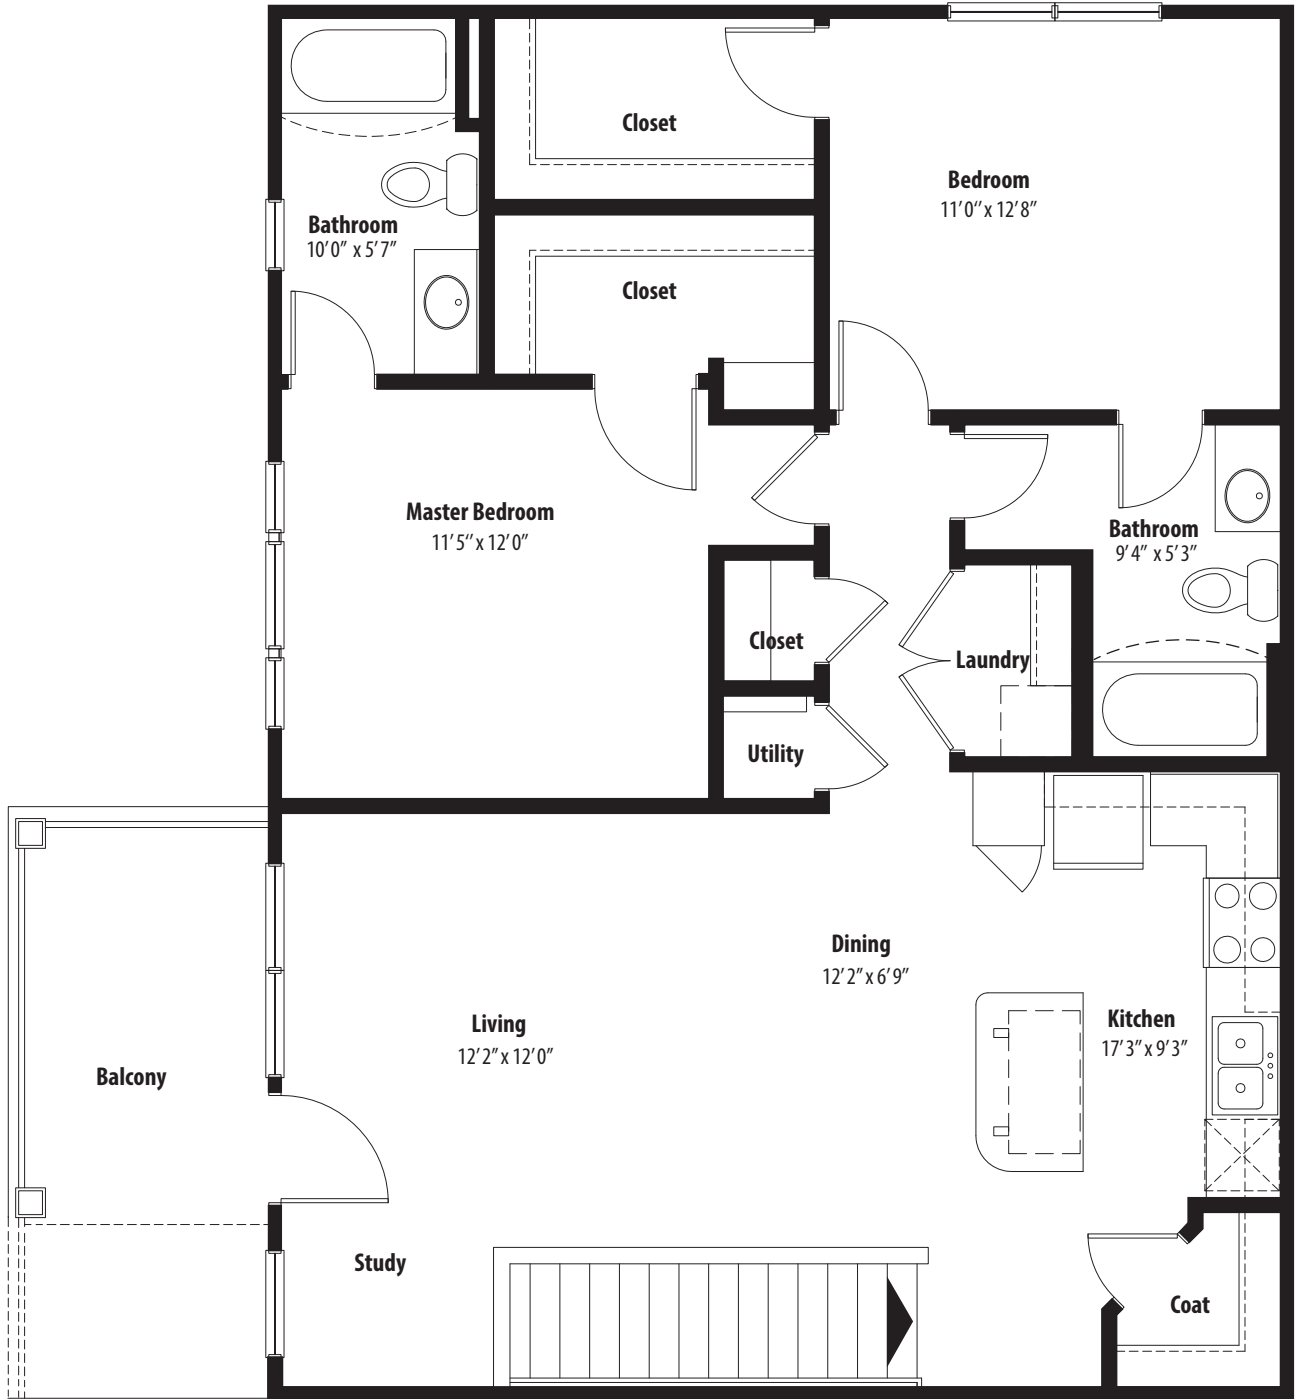 Closet
Bedroom
11'0" x 12'8"
Bathroom
10'0" x 5'7"
Closet
Master Bedroom
11'5" x 12'0"
Bathroom
9'4" x 5'3"
Closet
Laundry
Utility
Dining
12'2" x 6'9"
Living
12'2" x 12'0"
Kitchen
17'3" x 9'3"
Balcony
Study
Coat